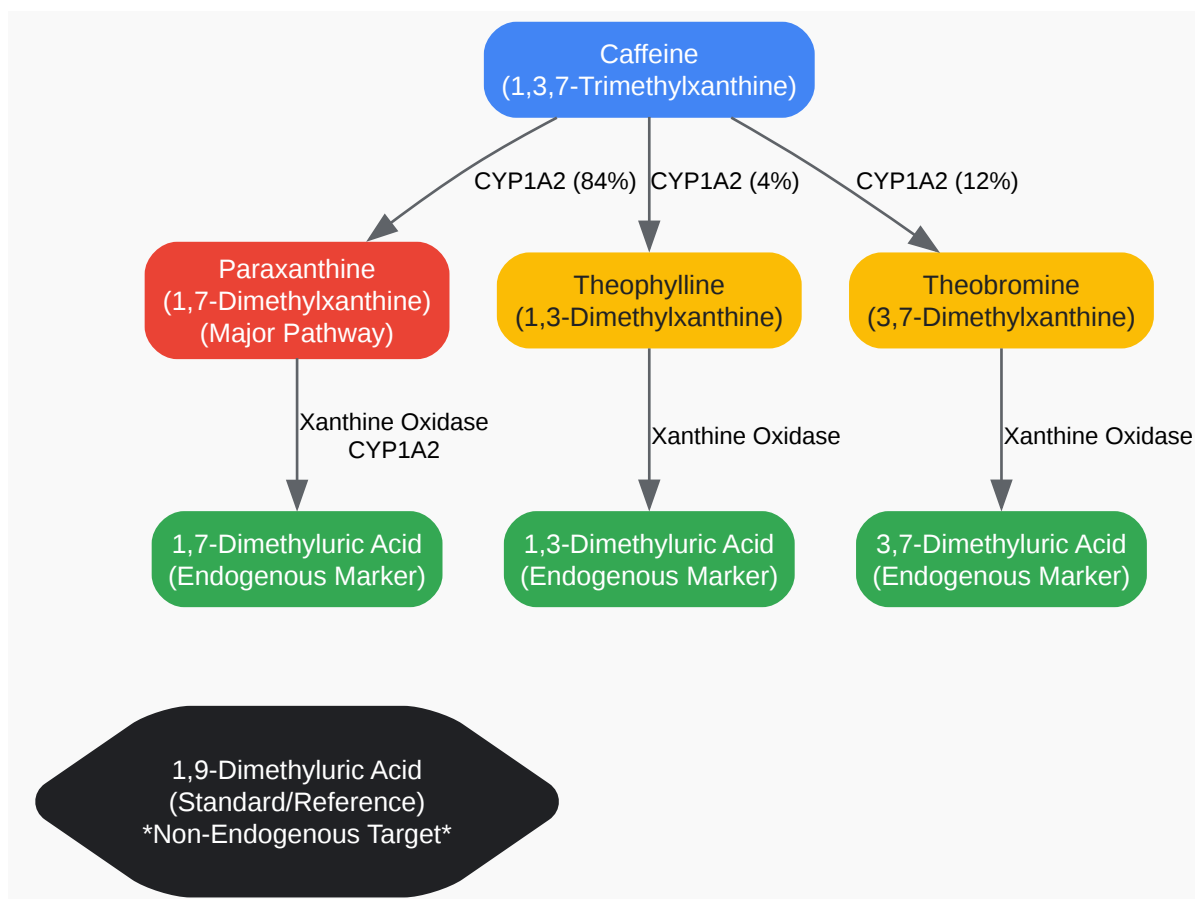 Caffeine
(1,3,7-Trimethylxanthine)
CYP1A2 (84%)
CYP1A2 (4%)
CYP1A2 (12%)
Paraxanthine
(1,7-Dimethylxanthine)
(Major Pathway)
Theophylline
(1,3-Dimethylxanthine)
Theobromine
(3,7-Dimethylxanthine)
Xanthine Oxidase
CYP1A2
Xanthine Oxidase
Xanthine Oxidase
1,7-Dimethyluric Acid
(Endogenous Marker)
1,3-Dimethyluric Acid
(Endogenous Marker)
3,7-Dimethyluric Acid
(Endogenous Marker)
1,9-Dimethyluric Acid
(Standard/Reference)
*Non-Endogenous Target*